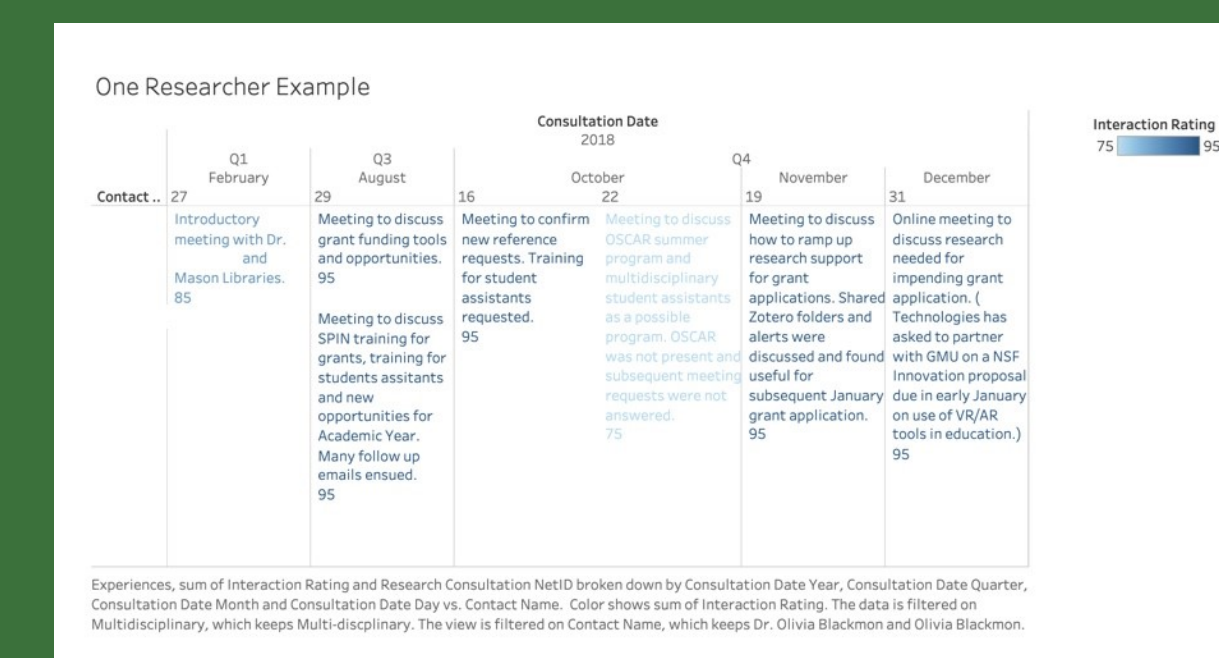 One Researcher Example
Consultation Date
2018
Q1
Q3
Q4
February
August
October
November
December
Contact ..
27
29
16
22
19
31
Introductory
meeting with Dr.
and
Mason Libraries.
85
Meeting to discuss
grant funding tools
and opportunities.
95
Meeting to discuss
SPIN training for
grants, training for
students assitants
and new
opportunities for
Academic Year.
Many follow up
emails ensued.
95
Meeting to confirm
new reference
requests. Training
for student
assistants
requested.
95
Meeting to discuss
OSCAR summer
program and
multidisciplinary
student assistants
as a possible
program. OSCAR
was not present and
subsequent meeting
requests were not
answered.
75
Meeting to discuss
how to ramp up
research support
for grant
applications. Shared
Zotero folders and
alerts were
discussed and found
useful for
subsequent January
grant application.
95
Online meeting to
discuss research
needed for
impending grant
application. (
Technologies has
asked to partner
with GMU on a NSF
Innovation proposal
due in early January
on use of VR/AR
tools in education.)
95
Interaction Rating
75 95
Experiences, sum of Interaction Rating and Research Consultation NetID broken down by Consultation Date Year, Consultation Date Quarter,
Consultation Date Month and Consultation Date Day vs. Contact Name. Color shows sum of Interaction Rating. The data is filtered on
Multidisciplinary, which keeps Multi-discplinary. The view is filtered on Contact Name, which keeps Dr. Olivia Blackmon and Olivia Blackmon.